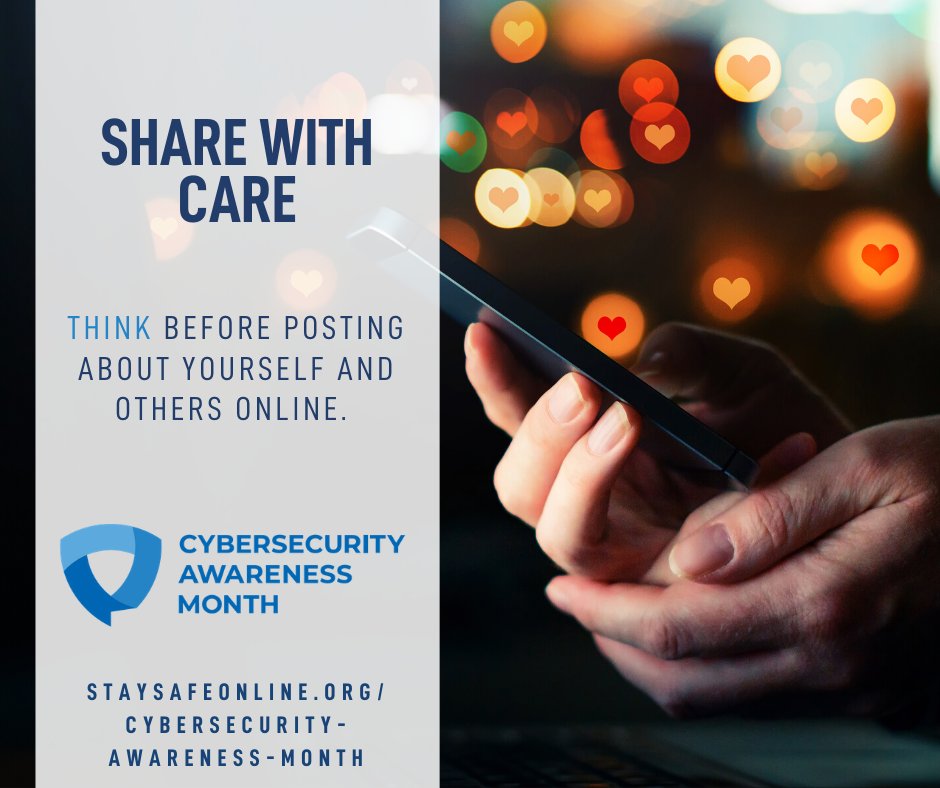 SHARE WITH
CARE
THINK BEFORE POSTING
ABOUT YOURSELF AND
OTHERS ONLINE.
CYBERSECURITY
AWARENESS
MONTH
STAYSAFEONLINE.ORG/
CYBERSECURITY-
AWARENESS-MONTH